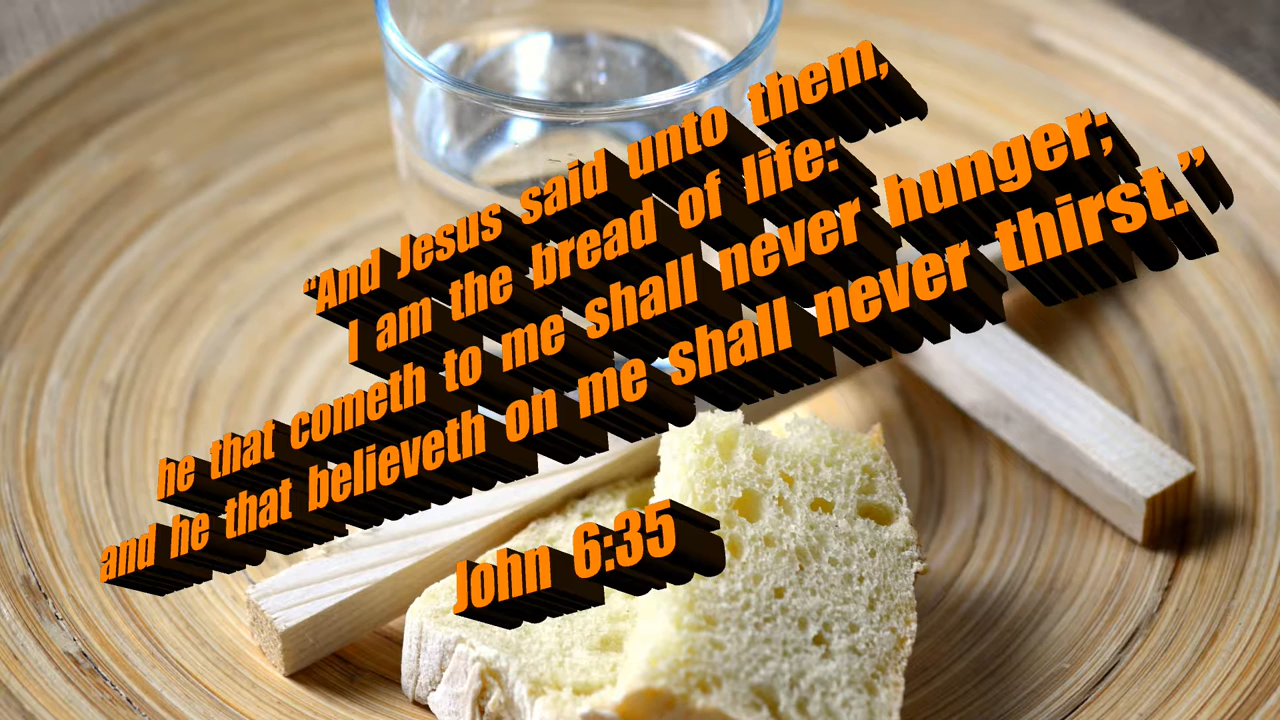 “And Jesus said unto them,
I am the bread of life:
he that cometh to me shall never hunger;
and he that believeth on me shall never thirst.”
John 6:35